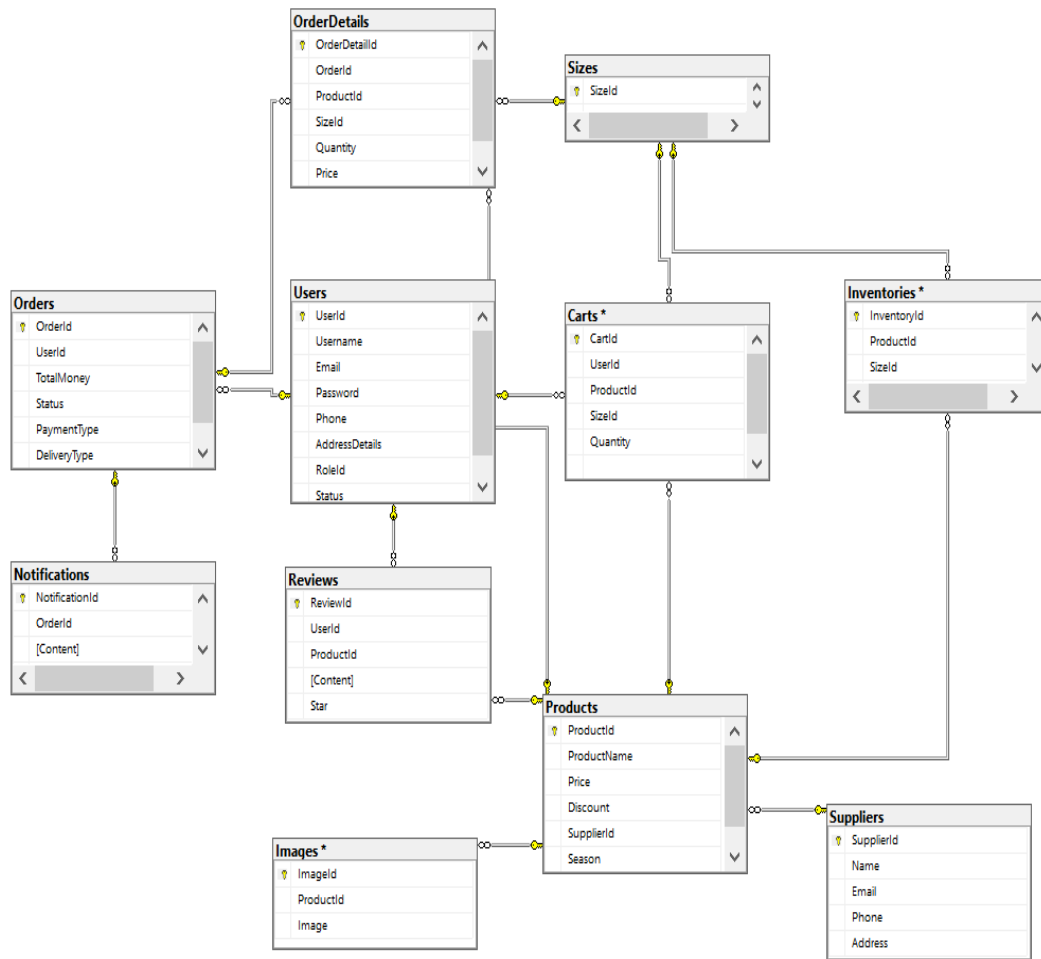 OrderDetails
OrderDetailId
OrderId
ProductId
SizeId
Quantity
Price
Sizes
SizeId
Orders
OrderId
UserId
TotalMoney
Status
PaymentType
DeliveryType
Users
UserId
Username
Email
Password
Phone
AddressDetails
RoleId
Status
Carts *
CartId
UserId
ProductId
SizeId
Quantity
Inventories *
InventoryId
ProductId
SizeId
Notifications
NotificationId
OrderId
[Content]
Reviews
ReviewId
UserId
ProductId
[Content]
Star
Products
ProductId
ProductName
Price
Discount
SupplierId
Season
Images *
ImageId
ProductId
Image
Suppliers
SupplierId
Name
Email
Phone
Address